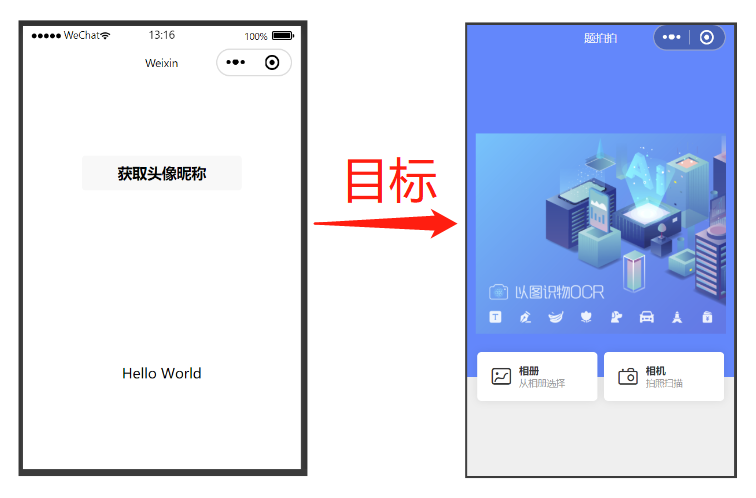 WeChat
13:16
100%
Weixin
获取头像昵称
Hello World
目标
题拍拍
AI
以图识物OCR
T
相册
从相册选择
相机
拍照扫描